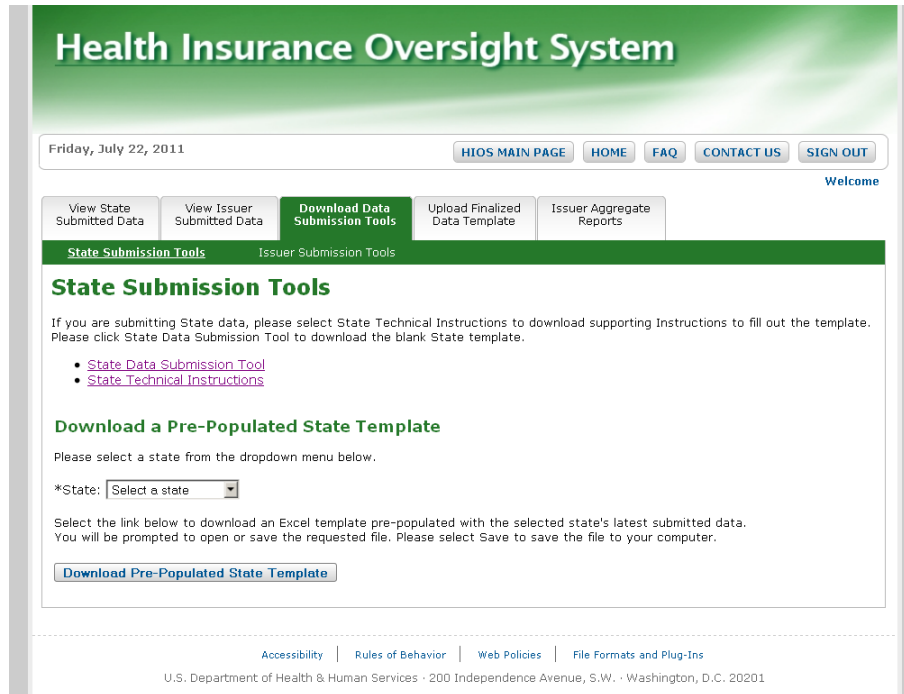 Health Insurance Oversight System
Friday, July 22, 2011
HIOS MAIN PAGE HOME FAQ CONTACT US SIGN OUT
Welcome
View State Submitted Data
View Issuer Submitted Data
Download Data Submission Tools
Upload Finalized Data Template
Issuer Aggregate Reports
State Submission Tools Issuer Submission Tools
State Submission Tools
If you are submitting State data, please select State Technical Instructions to download supporting Instructions to fill out the template.
Please click State Data Submission Tool to download the blank State template.
• State Data Submission Tool
• State Technical Instructions
Download a Pre-Populated State Template
Please select a state from the dropdown menu below.
*State: Select a state
Select the link below to download an Excel template pre-populated with the selected state's latest submitted data.
You will be prompted to open or save the requested file. Please select Save to save the file to your computer.
Download Pre-Populated State Template
Accessibility | Rules of Behavior | Web Policies | File Formats and Plug-Ins
U.S. Department of Health & Human Services · 200 Independence Avenue, S.W. · Washington, D.C. 20201